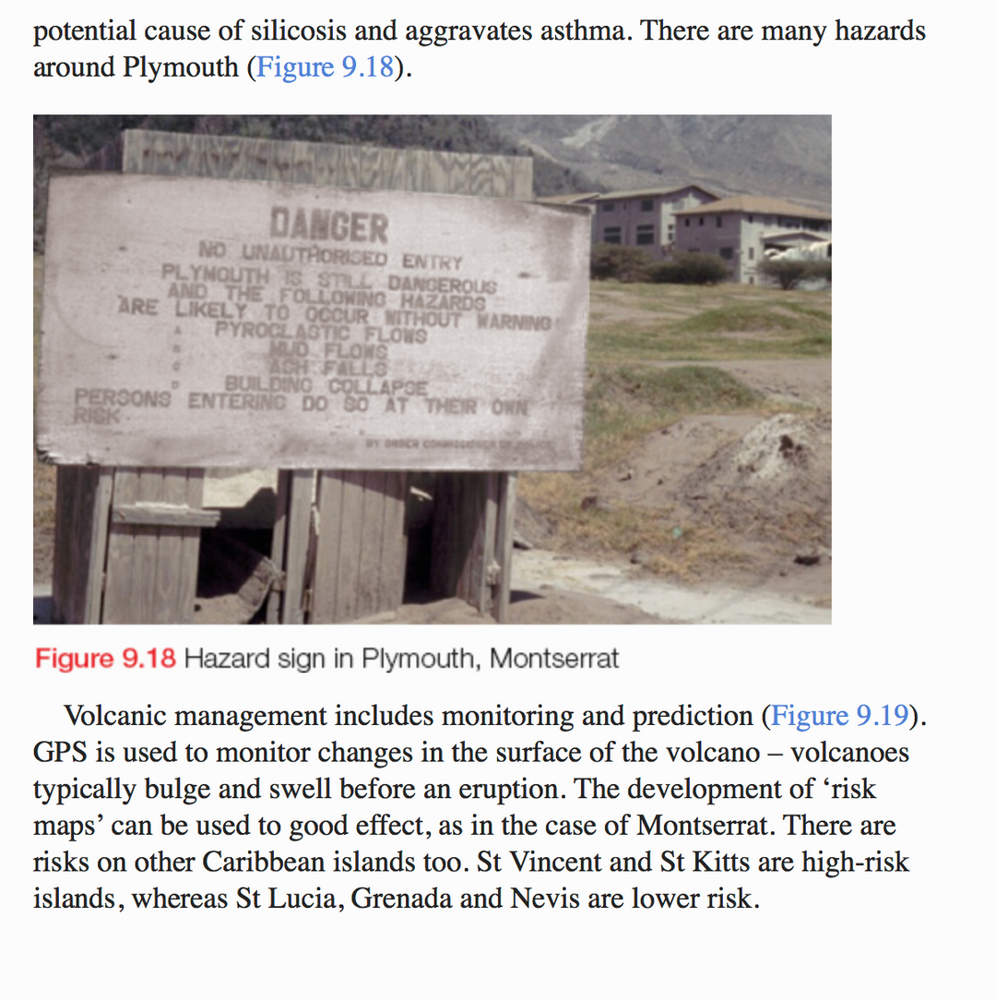 potential cause of silicosis and aggravates asthma. There are many hazards
around Plymouth (Figure 9.18).
DANGER
NO UNAUTHORISED ENTRY
PLYMOUTH IS STILL DANGEROUS
AND THE FOLLOWING HAZARDS
ARE LIKELY TO OCCUR WITHOUT WARNING
A PYROCLASTIC FLOWS
B MUD FLOWS
C ASH FALLS
D BUILDING COLLAPSE
PERSONS ENTERING DO SO AT THEIR OWN
RISK.
BY ORDER COMMISSIONER OF
Figure 9.18 Hazard sign in Plymouth, Montserrat
Volcanic management includes monitoring and prediction (Figure 9.19).
GPS is used to monitor changes in the surface of the volcano – volcanoes
typically bulge and swell before an eruption. The development of ‘risk
maps’ can be used to good effect, as in the case of Montserrat. There are
risks on other Caribbean islands too. St Vincent and St Kitts are high-risk
islands, whereas St Lucia, Grenada and Nevis are lower risk.